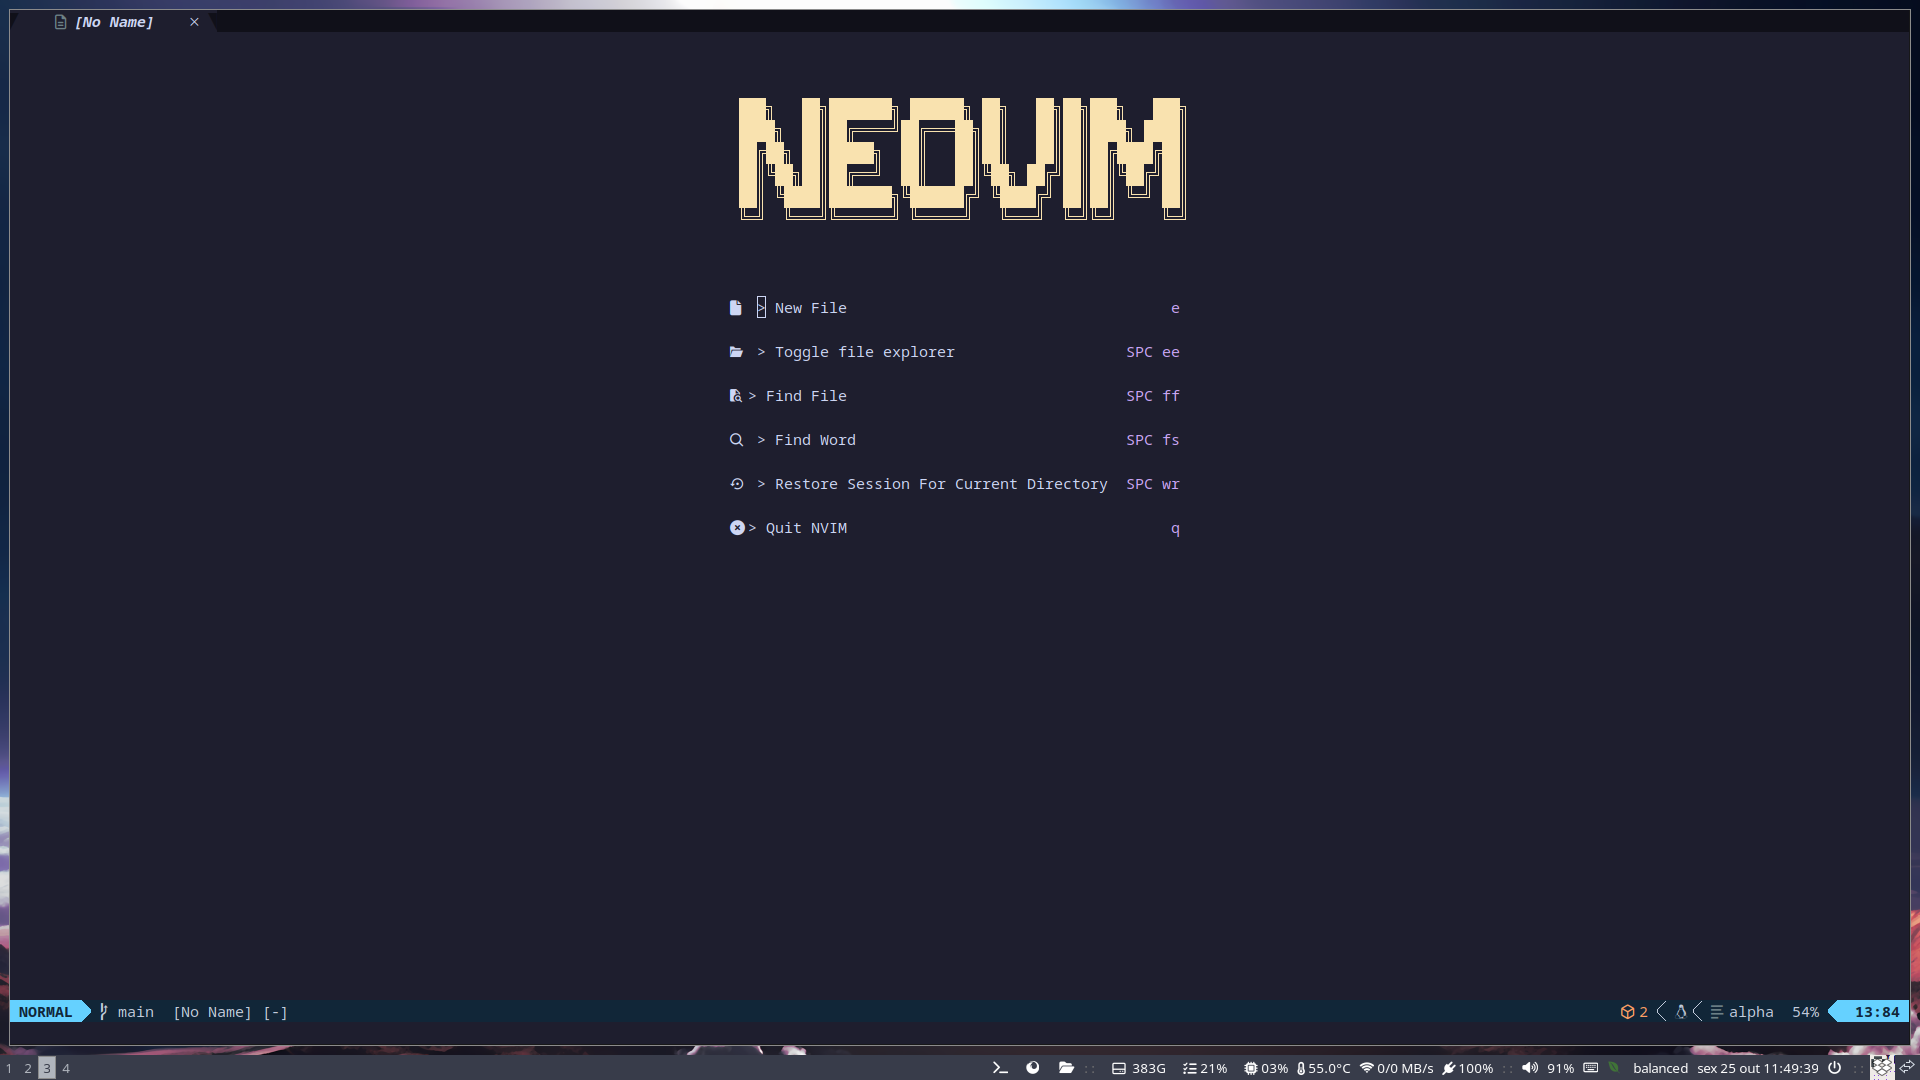 [No Name] ×
NEOVIM
> New File e
> Toggle file explorer SPC ee
> Find File SPC ff
> Find Word SPC fs
> Restore Session For Current Directory SPC wr
> Quit NVIM q
NORMAL main [No Name] [-] 2 alpha 54% 13:84
1 2 3 4 :: 383G 21% 03% 55.0°C 0/0 MB/s 100% :: 91% balanced sex 25 out 11:49:39 ::